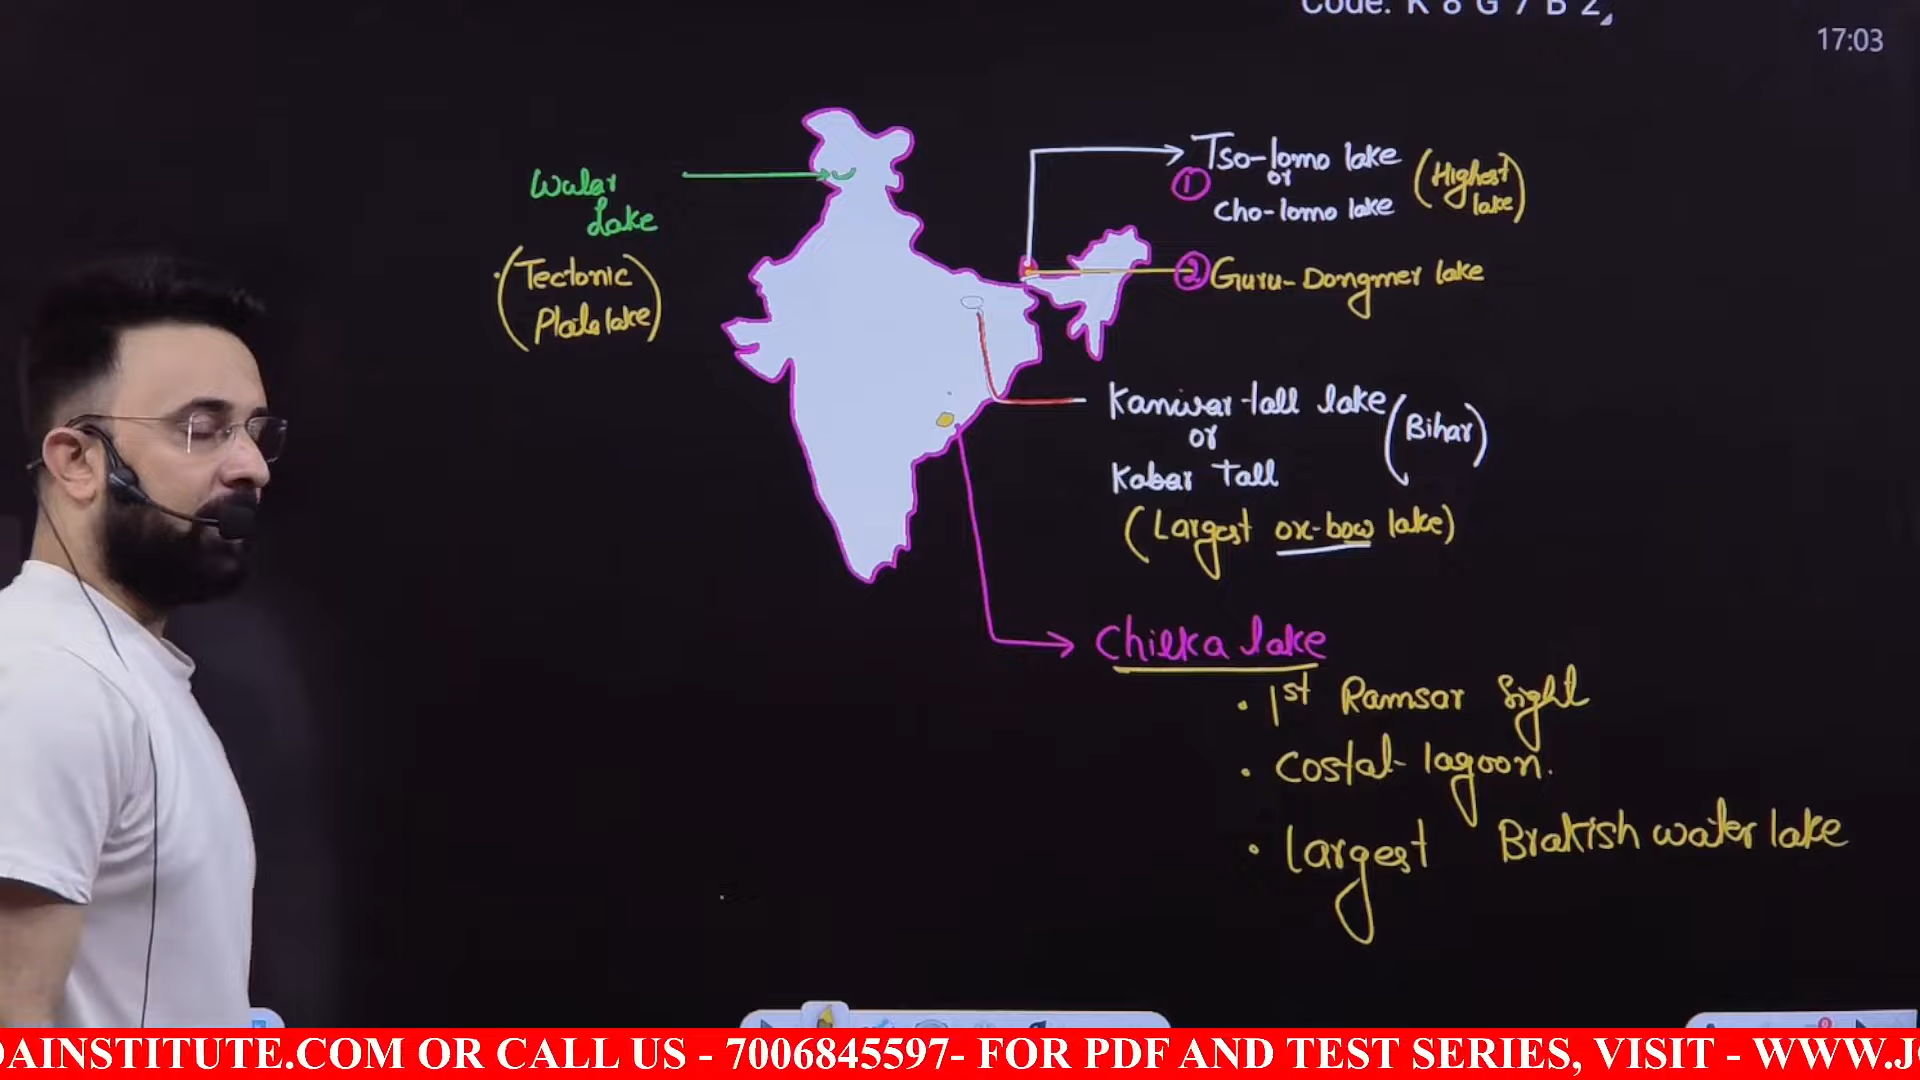 Code: K 8 G 7 B 2
17:03
Wular
Lake
(Tectonic
Plate lake)
Tso-lomo lake
or
① Cho-lomo lake
(Highest
lake)
② Guru-Dongmer lake
Kanwar-tall lake
or
Kabar Tall
(Bihar)
(Largest ox-bow lake)
Chilka lake
• 1st Ramsar Sight
• Costal-lagoon.
• Largest Brakish water lake
OAINSTITUTE.COM OR CALL US - 7006845597- FOR PDF AND TEST SERIES, VISIT - WWW.J